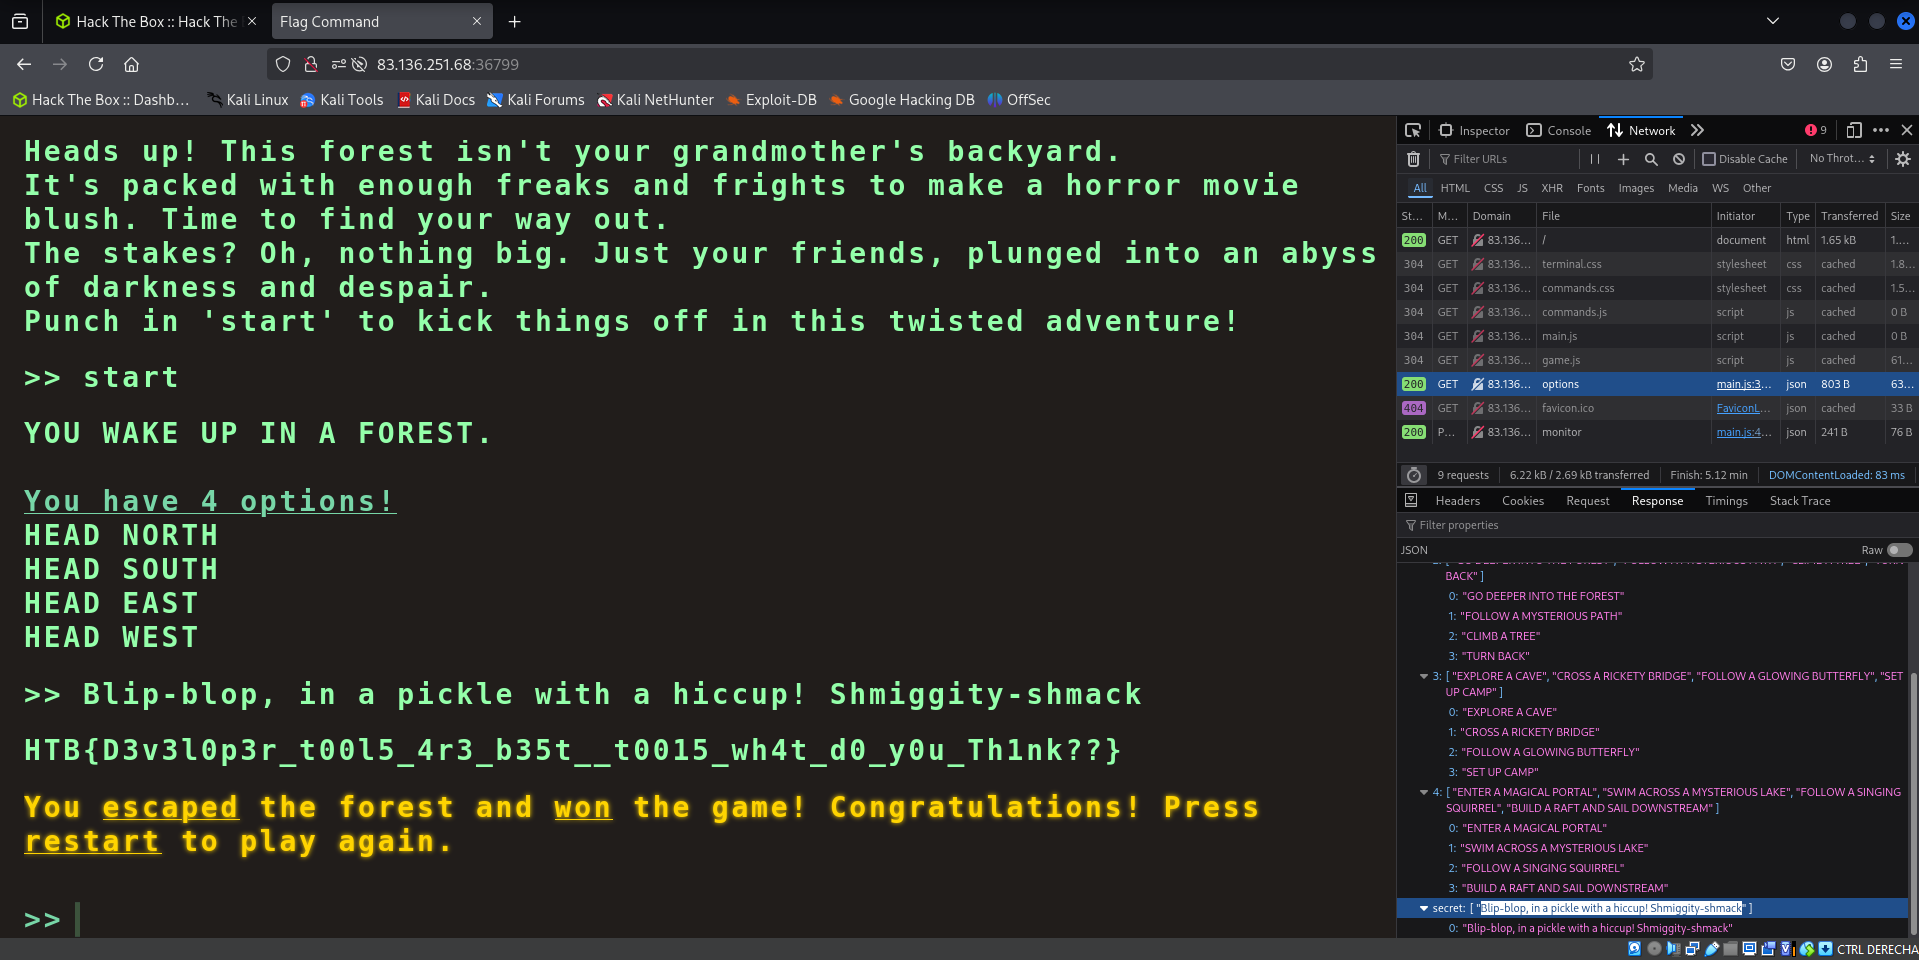 Hack The Box :: Hack The
Flag Command
83.136.251.68:36799
Hack The Box :: Dashb…
Kali Linux
Kali Tools
Kali Docs
Kali Forums
Kali NetHunter
Exploit-DB
Google Hacking DB
OffSec
Heads up! This forest isn't your grandmother's backyard.
It's packed with enough freaks and frights to make a horror movie
blush. Time to find your way out.
The stakes? Oh, nothing big. Just your friends, plunged into an abyss
of darkness and despair.
Punch in 'start' to kick things off in this twisted adventure!
>> start
YOU WAKE UP IN A FOREST.
You have 4 options!
HEAD NORTH
HEAD SOUTH
HEAD EAST
HEAD WEST
>> Blip-blop, in a pickle with a hiccup! Shmiggity-shmack
HTB{D3v3l0p3r_t00l5_4r3_b35t__t0015_wh4t_d0_y0u_Th1nk??}
You escaped the forest and won the game! Congratulations! Press
restart to play again.
>>
Inspector Console Network 9
Filter URLs Disable Cache No Throt…
All HTML CSS JS XHR Fonts Images Media WS Other
St… M… Domain File Initiator Type Transferred Size
200 GET 83.136… / document html 1.65 kB 1.…
304 GET 83.136… terminal.css stylesheet css cached 1.8…
304 GET 83.136… commands.css stylesheet css cached 1.5…
304 GET 83.136… commands.js script js cached 0 B
304 GET 83.136… main.js script js cached 0 B
304 GET 83.136… game.js script js cached 61…
200 GET 83.136… options main.js:3… json 803 B 63…
404 GET 83.136… favicon.ico FaviconL… json cached 33 B
200 P… 83.136… monitor main.js:4… json 241 B 76 B
9 requests 6.22 kB / 2.69 kB transferred Finish: 5.12 min DOMContentLoaded: 83 ms
Headers Cookies Request Response Timings Stack Trace
Filter properties
JSON Raw
BACK" ]
0: "GO DEEPER INTO THE FOREST"
1: "FOLLOW A MYSTERIOUS PATH"
2: "CLIMB A TREE"
3: "TURN BACK"
3: [ "EXPLORE A CAVE", "CROSS A RICKETY BRIDGE", "FOLLOW A GLOWING BUTTERFLY", "SET
UP CAMP" ]
0: "EXPLORE A CAVE"
1: "CROSS A RICKETY BRIDGE"
2: "FOLLOW A GLOWING BUTTERFLY"
3: "SET UP CAMP"
4: [ "ENTER A MAGICAL PORTAL", "SWIM ACROSS A MYSTERIOUS LAKE", "FOLLOW A SINGING
SQUIRREL", "BUILD A RAFT AND SAIL DOWNSTREAM" ]
0: "ENTER A MAGICAL PORTAL"
1: "SWIM ACROSS A MYSTERIOUS LAKE"
2: "FOLLOW A SINGING SQUIRREL"
3: "BUILD A RAFT AND SAIL DOWNSTREAM"
secret: [ "Blip-blop, in a pickle with a hiccup! Shmiggity-shmack" ]
0: "Blip-blop, in a pickle with a hiccup! Shmiggity-shmack"
CTRL DERECHA